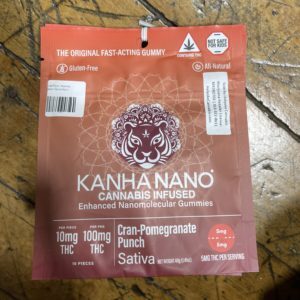 THE ORIGINAL FAST-ACTING GUMMY
CONTAINS THC
NOT SAFE FOR KIDS
Gluten-Free
All-Natural
KANHA NANO
CANNABIS INFUSED
Enhanced Nanomolecular Gummies
PER PIECE
10mg
THC
PER PKG
100mg
THC
10 PIECES
Cran-Pomegranate
Punch
Sativa
5mg
5mg
5MG THC PER SERVING